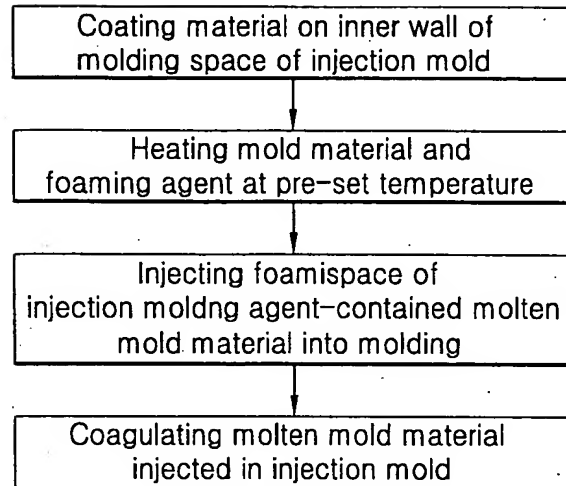 Coating material on inner wall of
molding space of injection mold
Heating mold material and
foaming agent at pre-set temperature
Injecting foamispace of
injection moldng agent-contained molten
mold material into molding
Coagulating molten mold material
injected in injection mold